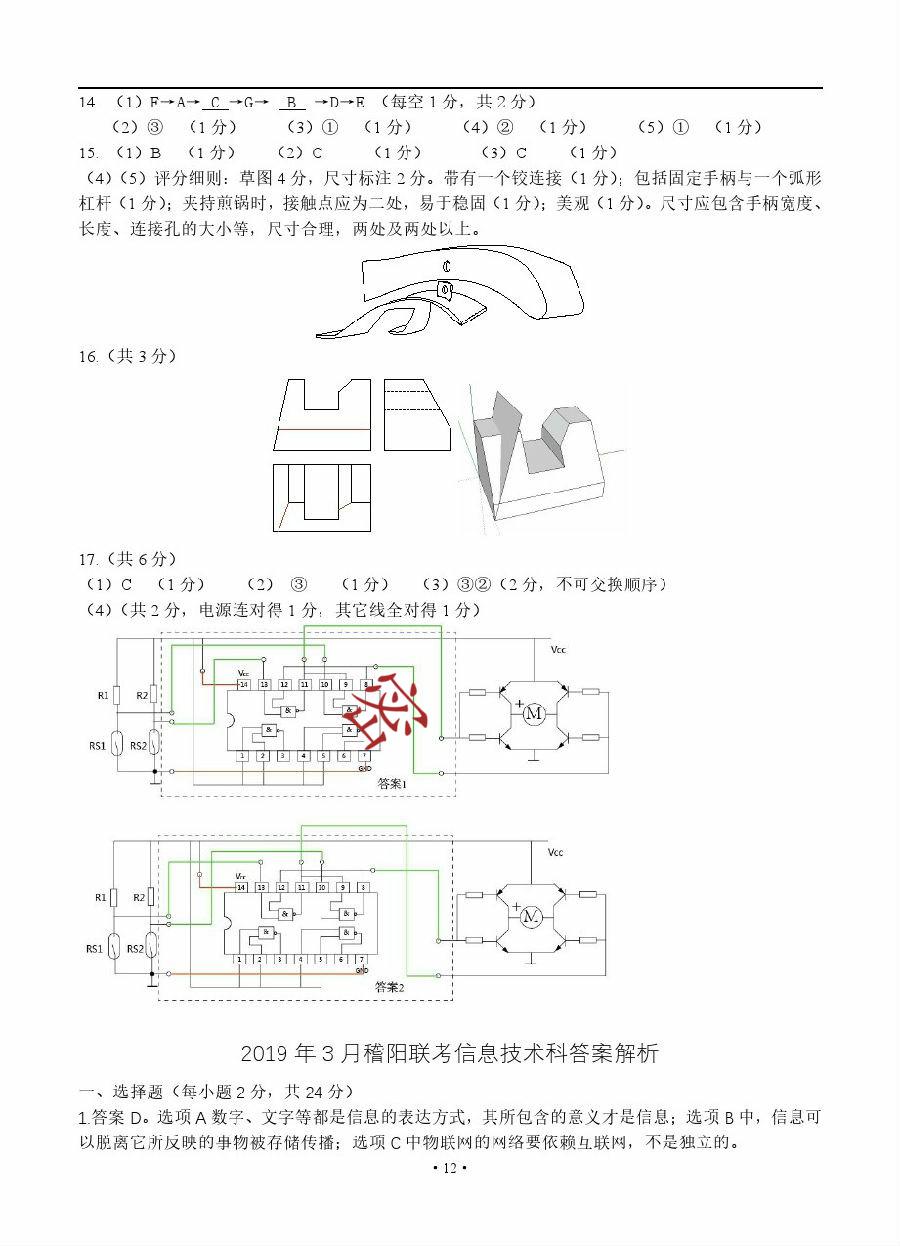 14 （1）F→A→ C →G→ B →D→E （每空1分，共2分）
（2）③ （1分） （3）① （1分） （4）② （1分） （5）① （1分）
15. （1）B （1分） （2）C （1分） （3）C （1分）
（4）（5）评分细则：草图4分，尺寸标注2分。带有一个铰连接（1分）；包括固定手柄与一个弧形
杠杆（1分）；夹持煎锅时，接触点应为二处，易于稳固（1分）；美观（1分）。尺寸应包含手柄宽度、
长度、连接孔的大小等，尺寸合理，两处及两处以上。
C
16.（共3分）
17.（共6分）
（1）C （1分） （2） ③ （1分） （3）③②（2分，不可交换顺序）
（4）（共2分，电源连对得1分；其它线全对得1分）
Vcc
Vcc
14 13 12 11 10 9 8
R1 R2
& &
+ M
& &
RS1 RS2
1 2 3 4 5 6 7
GND
答案1
密
Vcc
Vcc
14 13 12 11 10 9 8
R1 R2
& &
+ M
& &
RS1 RS2
1 2 3 4 5 6 7
GND
答案2
2019年3月稽阳联考信息技术科答案解析
一、选择题（每小题2分，共24分）
1.答案D。选项A数字、文字等都是信息的表达方式，其所包含的意义才是信息；选项B中，信息可
以脱离它所反映的事物被存储传播；选项C中物联网的网络要依赖互联网，不是独立的。
·12·